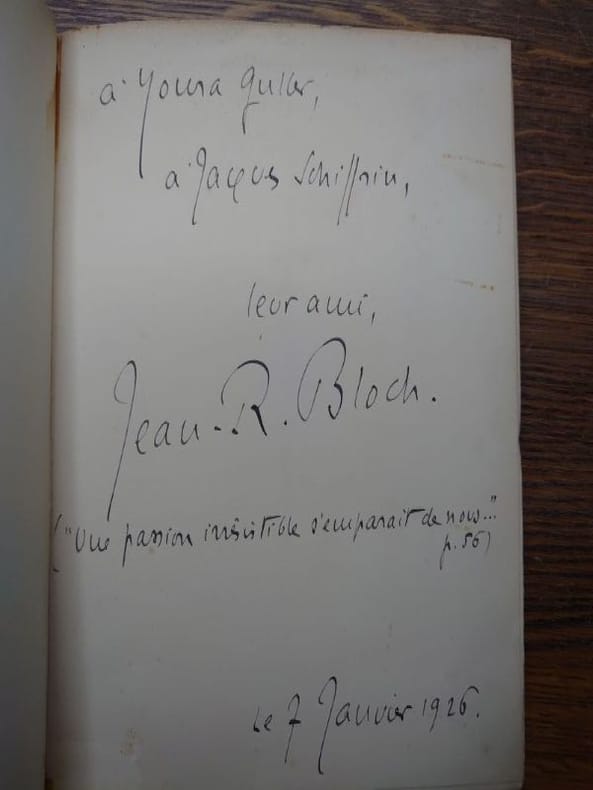 à Youra Guller,
à Jacques Schiffrin,
leur ami,
Jean-R. Bloch.
("Une passion irrésistible s'emparait de nous..."
p. 56)
Le 7 Janvier 1926.